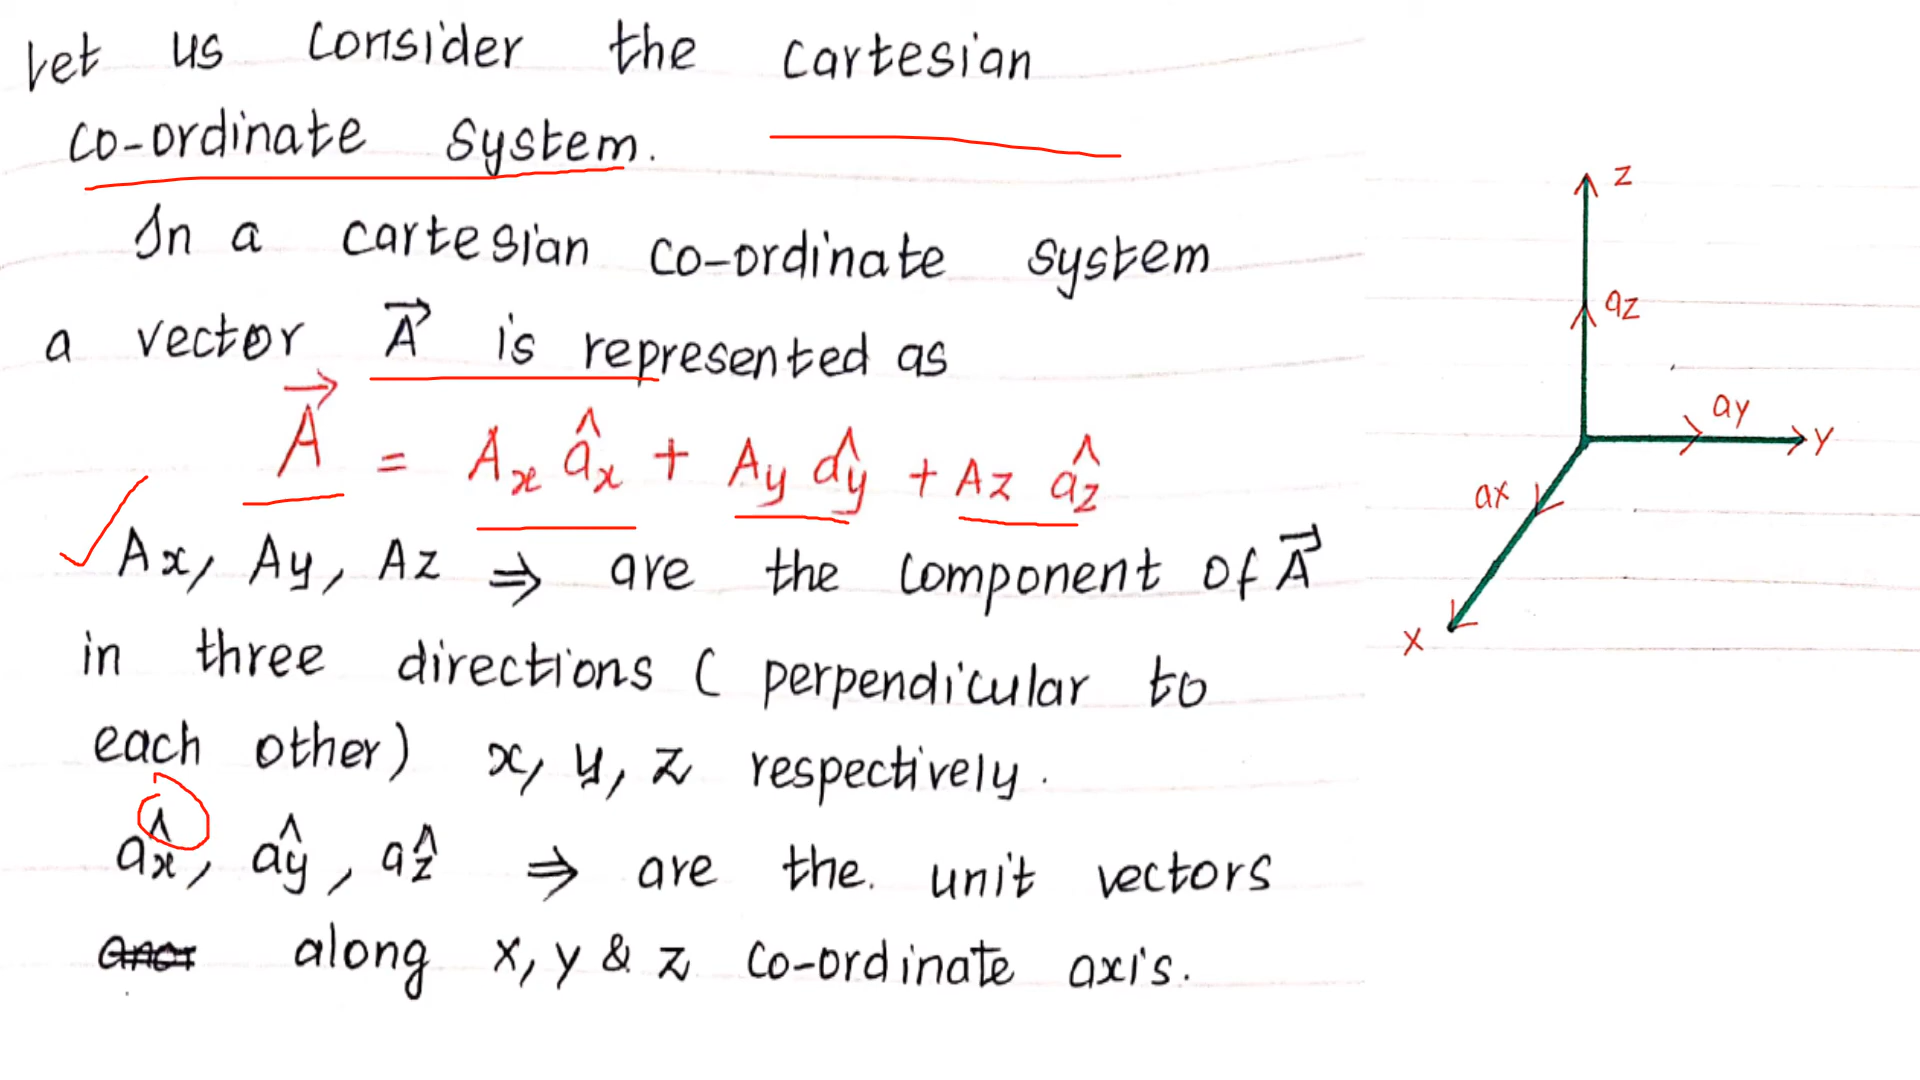 Let us consider the cartesian
co-ordinate system.
In a cartesian co-ordinate system
a vector A⃗ is represented as
A⃗ = Ax âx + Ay ây + Az âz
Ax, Ay, Az ⇒ are the component of A⃗
in three directions ( perpendicular to
each other) x, y, z respectively.
âx, ây, âz ⇒ are the. unit vectors
along x, y & z co-ordinate axis.
z
az
ay
y
ax
x